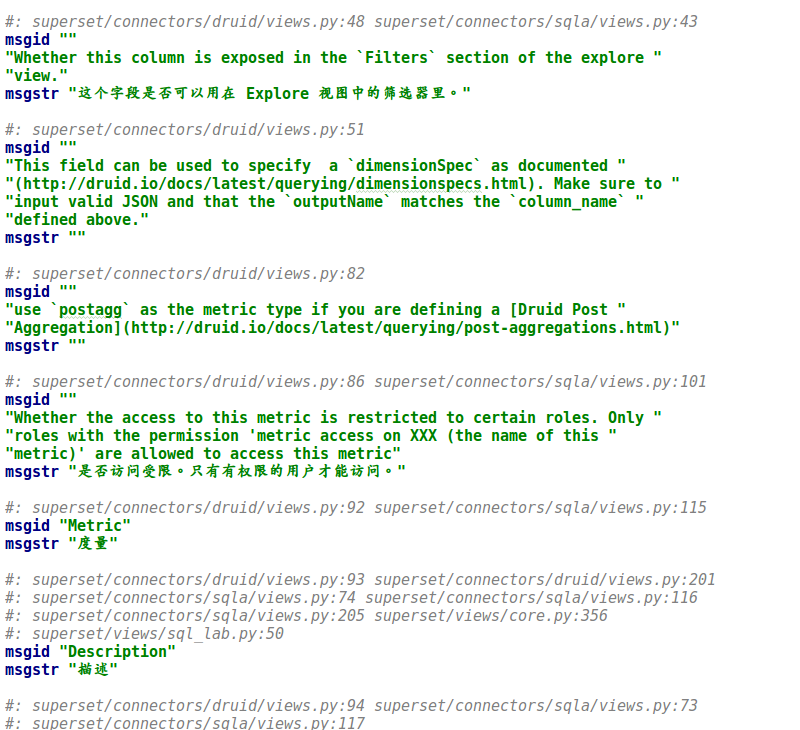 #: superset/connectors/druid/views.py:48 superset/connectors/sqla/views.py:43
msgid ""
"Whether this column is exposed in the `Filters` section of the explore "
"view."
msgstr "这个字段是否可以用在 Explore 视图中的筛选器里。"
#: superset/connectors/druid/views.py:51
msgid ""
"This field can be used to specify  a `dimensionSpec` as documented "
"(http://druid.io/docs/latest/querying/dimensionspecs.html). Make sure to "
"input valid JSON and that the `outputName` matches the `column_name` "
"defined above."
msgstr ""
#: superset/connectors/druid/views.py:82
msgid ""
"use `postagg` as the metric type if you are defining a [Druid Post "
"Aggregation](http://druid.io/docs/latest/querying/post-aggregations.html)"
msgstr ""
#: superset/connectors/druid/views.py:86 superset/connectors/sqla/views.py:101
msgid ""
"Whether the access to this metric is restricted to certain roles. Only "
"roles with the permission 'metric access on XXX (the name of this "
"metric)' are allowed to access this metric"
msgstr "是否访问受限。只有有权限的用户才能访问。"
#: superset/connectors/druid/views.py:92 superset/connectors/sqla/views.py:115
msgid "Metric"
msgstr "度量"
#: superset/connectors/druid/views.py:93 superset/connectors/druid/views.py:201
#: superset/connectors/sqla/views.py:74 superset/connectors/sqla/views.py:116
#: superset/connectors/sqla/views.py:205 superset/views/core.py:356
#: superset/views/sql_lab.py:50
msgid "Description"
msgstr "描述"
#: superset/connectors/druid/views.py:94 superset/connectors/sqla/views.py:73
#: superset/connectors/sqla/views.py:117